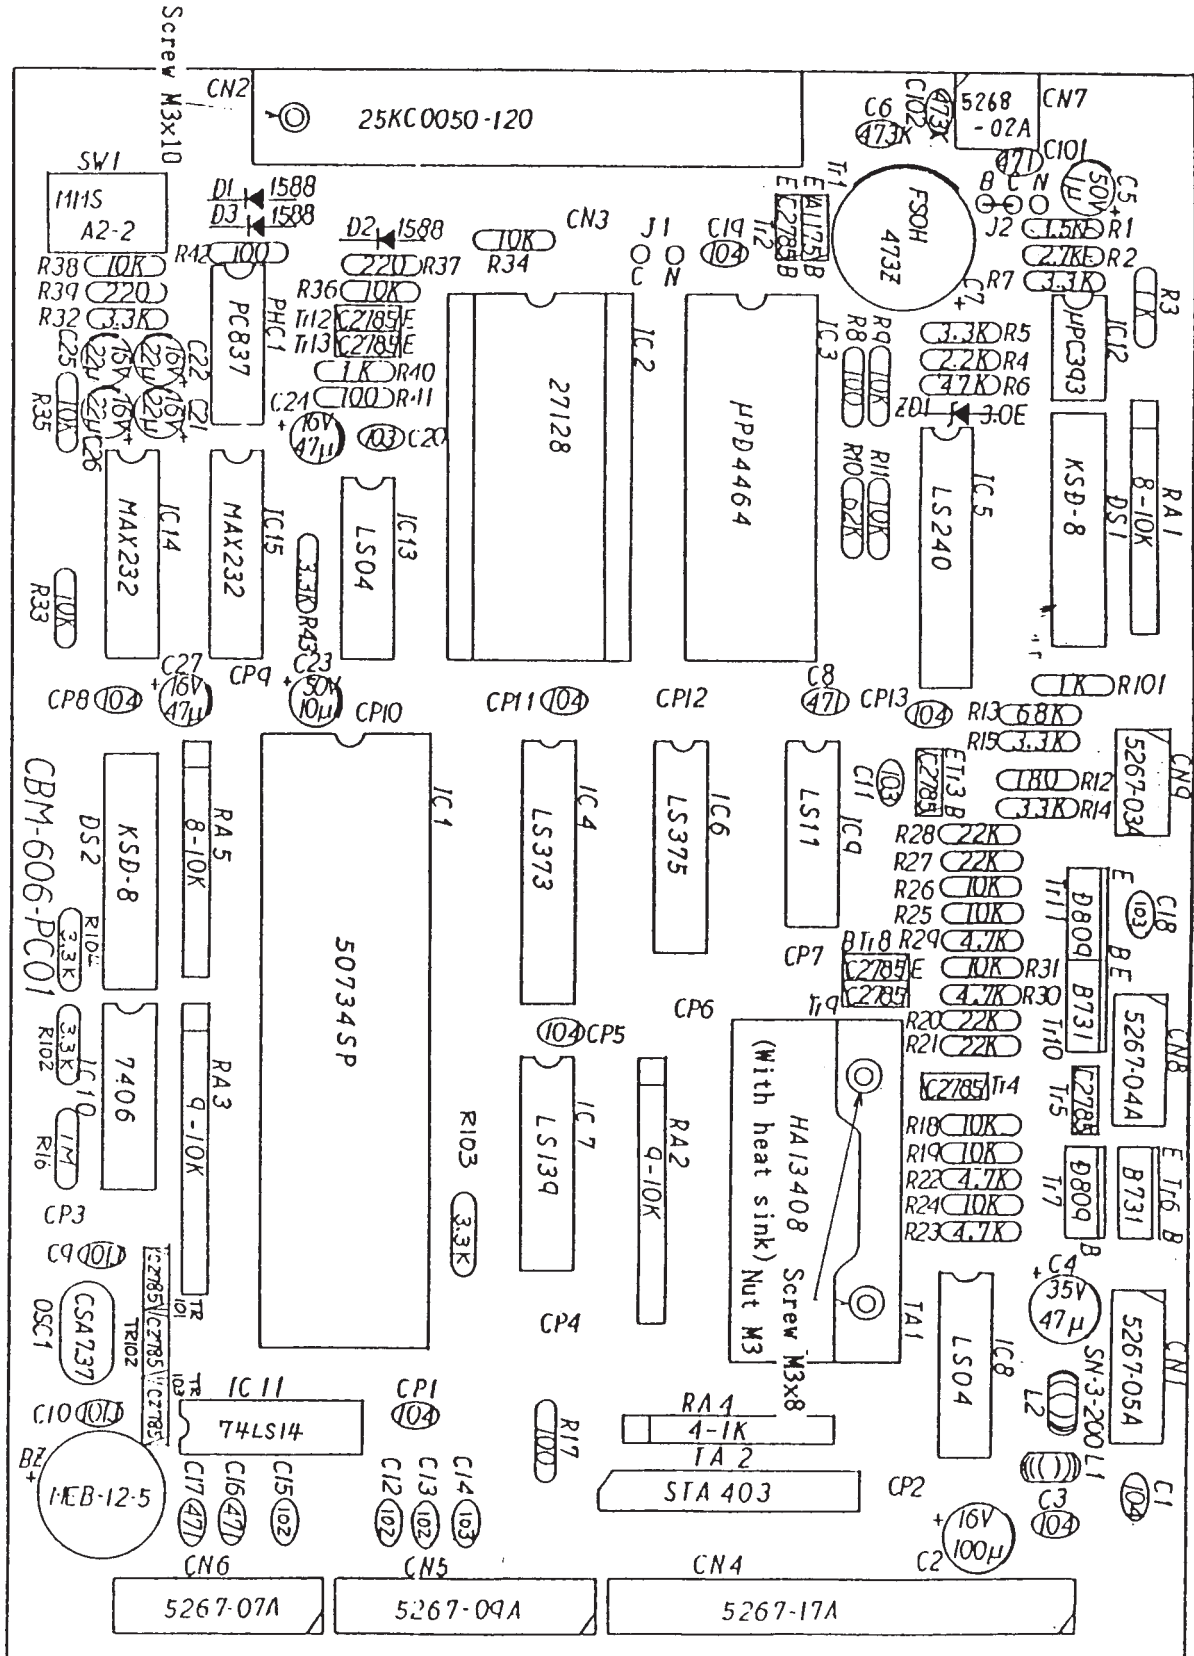 Screw M3x10
CN2
25KC0050-120
C6
473K
C102
473K
5268
-02A
CN7
C101
471
C5
50V
1µ
SW1
MMS
A2-2
D1
1588
D3
1588
D2
1588
CN3
J1
C N
C19
104
Tr1
E A1175 B
E C2785 B
Tr2
FS0H
473Z
C7
B C N
J2
1.5K R1
2.7K R2
R7 3.3K
R3
1K
R38 10K
R39 220
R32 3.3K
R42 100
PC837
PHC1
220 R37
R36 10K
Tr12 C2785 E
Tr13 C2785 E
1K R40
100 R41
10K
R34
C25
16V
22µ
C22
16V
22µ
C26
16V
22µ
C21
16V
22µ
R35
10K
C24
16V
47µ
103 C20
27128
IC2
µPD4464
IC3
R8
100
R9
10K
R10
62K
R11
10K
3.3K R5
2.2K R4
47K R6
ZD1 3.0E
µPC393
IC12
KSD-8
DS1
8-10K
RA1
LS240
IC5
MAX232
IC14
MAX232
IC15
LS04
IC13
3.3K
R43
10K
R33
CP8 104
C27
16V
47µ
CP9
C23
50V
10µ
CP10
CP11 104
CP12
C8
471
CP13
104
1K R101
R13 68K
R15 3.3K
180 R12
3.3K R14
5267-03A
CN9
C11
103
E Tr3 B
C2785
CBM-606-PC01
KSD-8
DS2
8-10K
RA5
50734SP
IC1
LS373
IC4
LS375
IC6
LS11
IC9
R28 22K
R27 22K
R26 10K
R25 10K
R29 4.7K
10K R31
4.7K R30
R20 22K
R21 22K
B Tr8
C2785 E
C2785
Tr9
CP7
CP6
E
Tr11
D809
B E
B731
Tr10
C18
103
5267-04A
CN8
R104
3.3K
R102
3.3K
R16
1M
7406
IC10
9-10K
RA3
104 CP5
LS139
IC7
R103
3.3K
9-10K
RA2
HA13408
(With heat sink)
Screw M3x8
Nut M3
TA1
C2785 Tr4
R18 10K
R19 10K
R22 4.7K
R24 10K
R23 4.7K
Tr5
C2785
Tr7
D809
B
E Tr6 B
B731
CP3
C9 101
CSA737
OSC1
C10 101
C2785
C2785
C2785
TR101
TR102
TR103
IC11
74LS14
CP1
104
CP4
R17
100
RA4
4-1K
TA2
STA403
LS04
IC8
C4
35V
47µ
SN-3-200
L2
L1
5267-05A
CN1
C1
104
C3
104
CP2
C2
16V
100µ
BZ
MEB-12-5
C17
471
C16
471
C15
102
C12
102
C13
102
C14
103
CN6
5267-07A
CN5
5267-09A
CN4
5267-17A